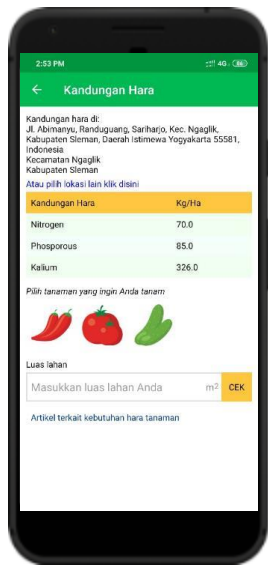 2:53 PM 4G 86
← Kandungan Hara
Kandungan hara di:
Jl. Abimanyu, Randuguang, Sariharjo, Kec. Ngaglik,
Kabupaten Sleman, Daerah Istimewa Yogyakarta 55581,
Indonesia
Kecamatan Ngaglik
Kabupaten Sleman
Atau pilih lokasi lain klik disini
Kandungan Hara Kg/Ha
Nitrogen 70.0
Phosporous 85.0
Kalium 326.0
Pilih tanaman yang ingin Anda tanam
Luas lahan
Masukkan luas lahan Anda m² CEK
Artikel terkait kebutuhan hara tanaman